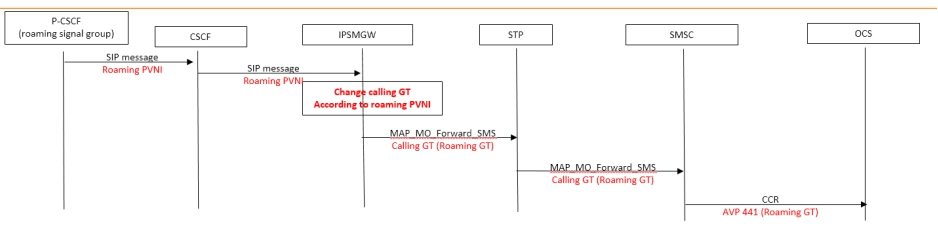 P-CSCF
(roaming signal group)
CSCF
IPSMGW
STP
SMSC
OCS
SIP message
Roaming PVNI
SIP message
Roaming PVNI
Change calling GT
According to roaming PVNI
MAP_MO_Forward_SMS
Calling GT (Roaming GT)
MAP_MO_Forward_SMS
Calling GT (Roaming GT)
CCR
AVP 441 (Roaming GT)